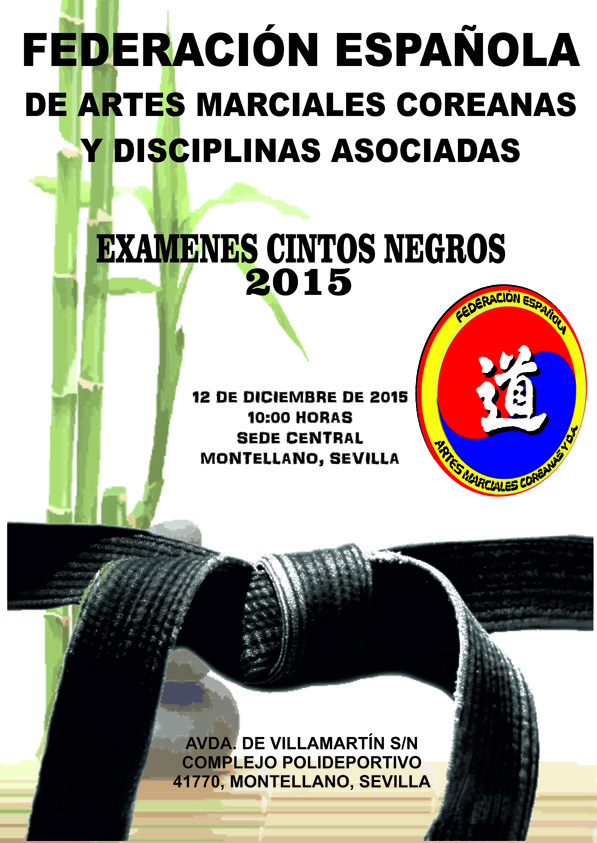 FEDERACIÓN ESPAÑOLA
DE ARTES MARCIALES COREANAS
Y DISCIPLINAS ASOCIADAS
EXAMENES CINTOS NEGROS
2015
FEDERACIÓN ESPAÑOLA
道
ARTES MARCIALES COREANAS Y D.A.
12 DE DICIEMBRE DE 2015
10:00 HORAS
SEDE CENTRAL
MONTELLANO, SEVILLA
AVDA. DE VILLAMARTÍN S/N
COMPLEJO POLIDEPORTIVO
41770, MONTELLANO, SEVILLA